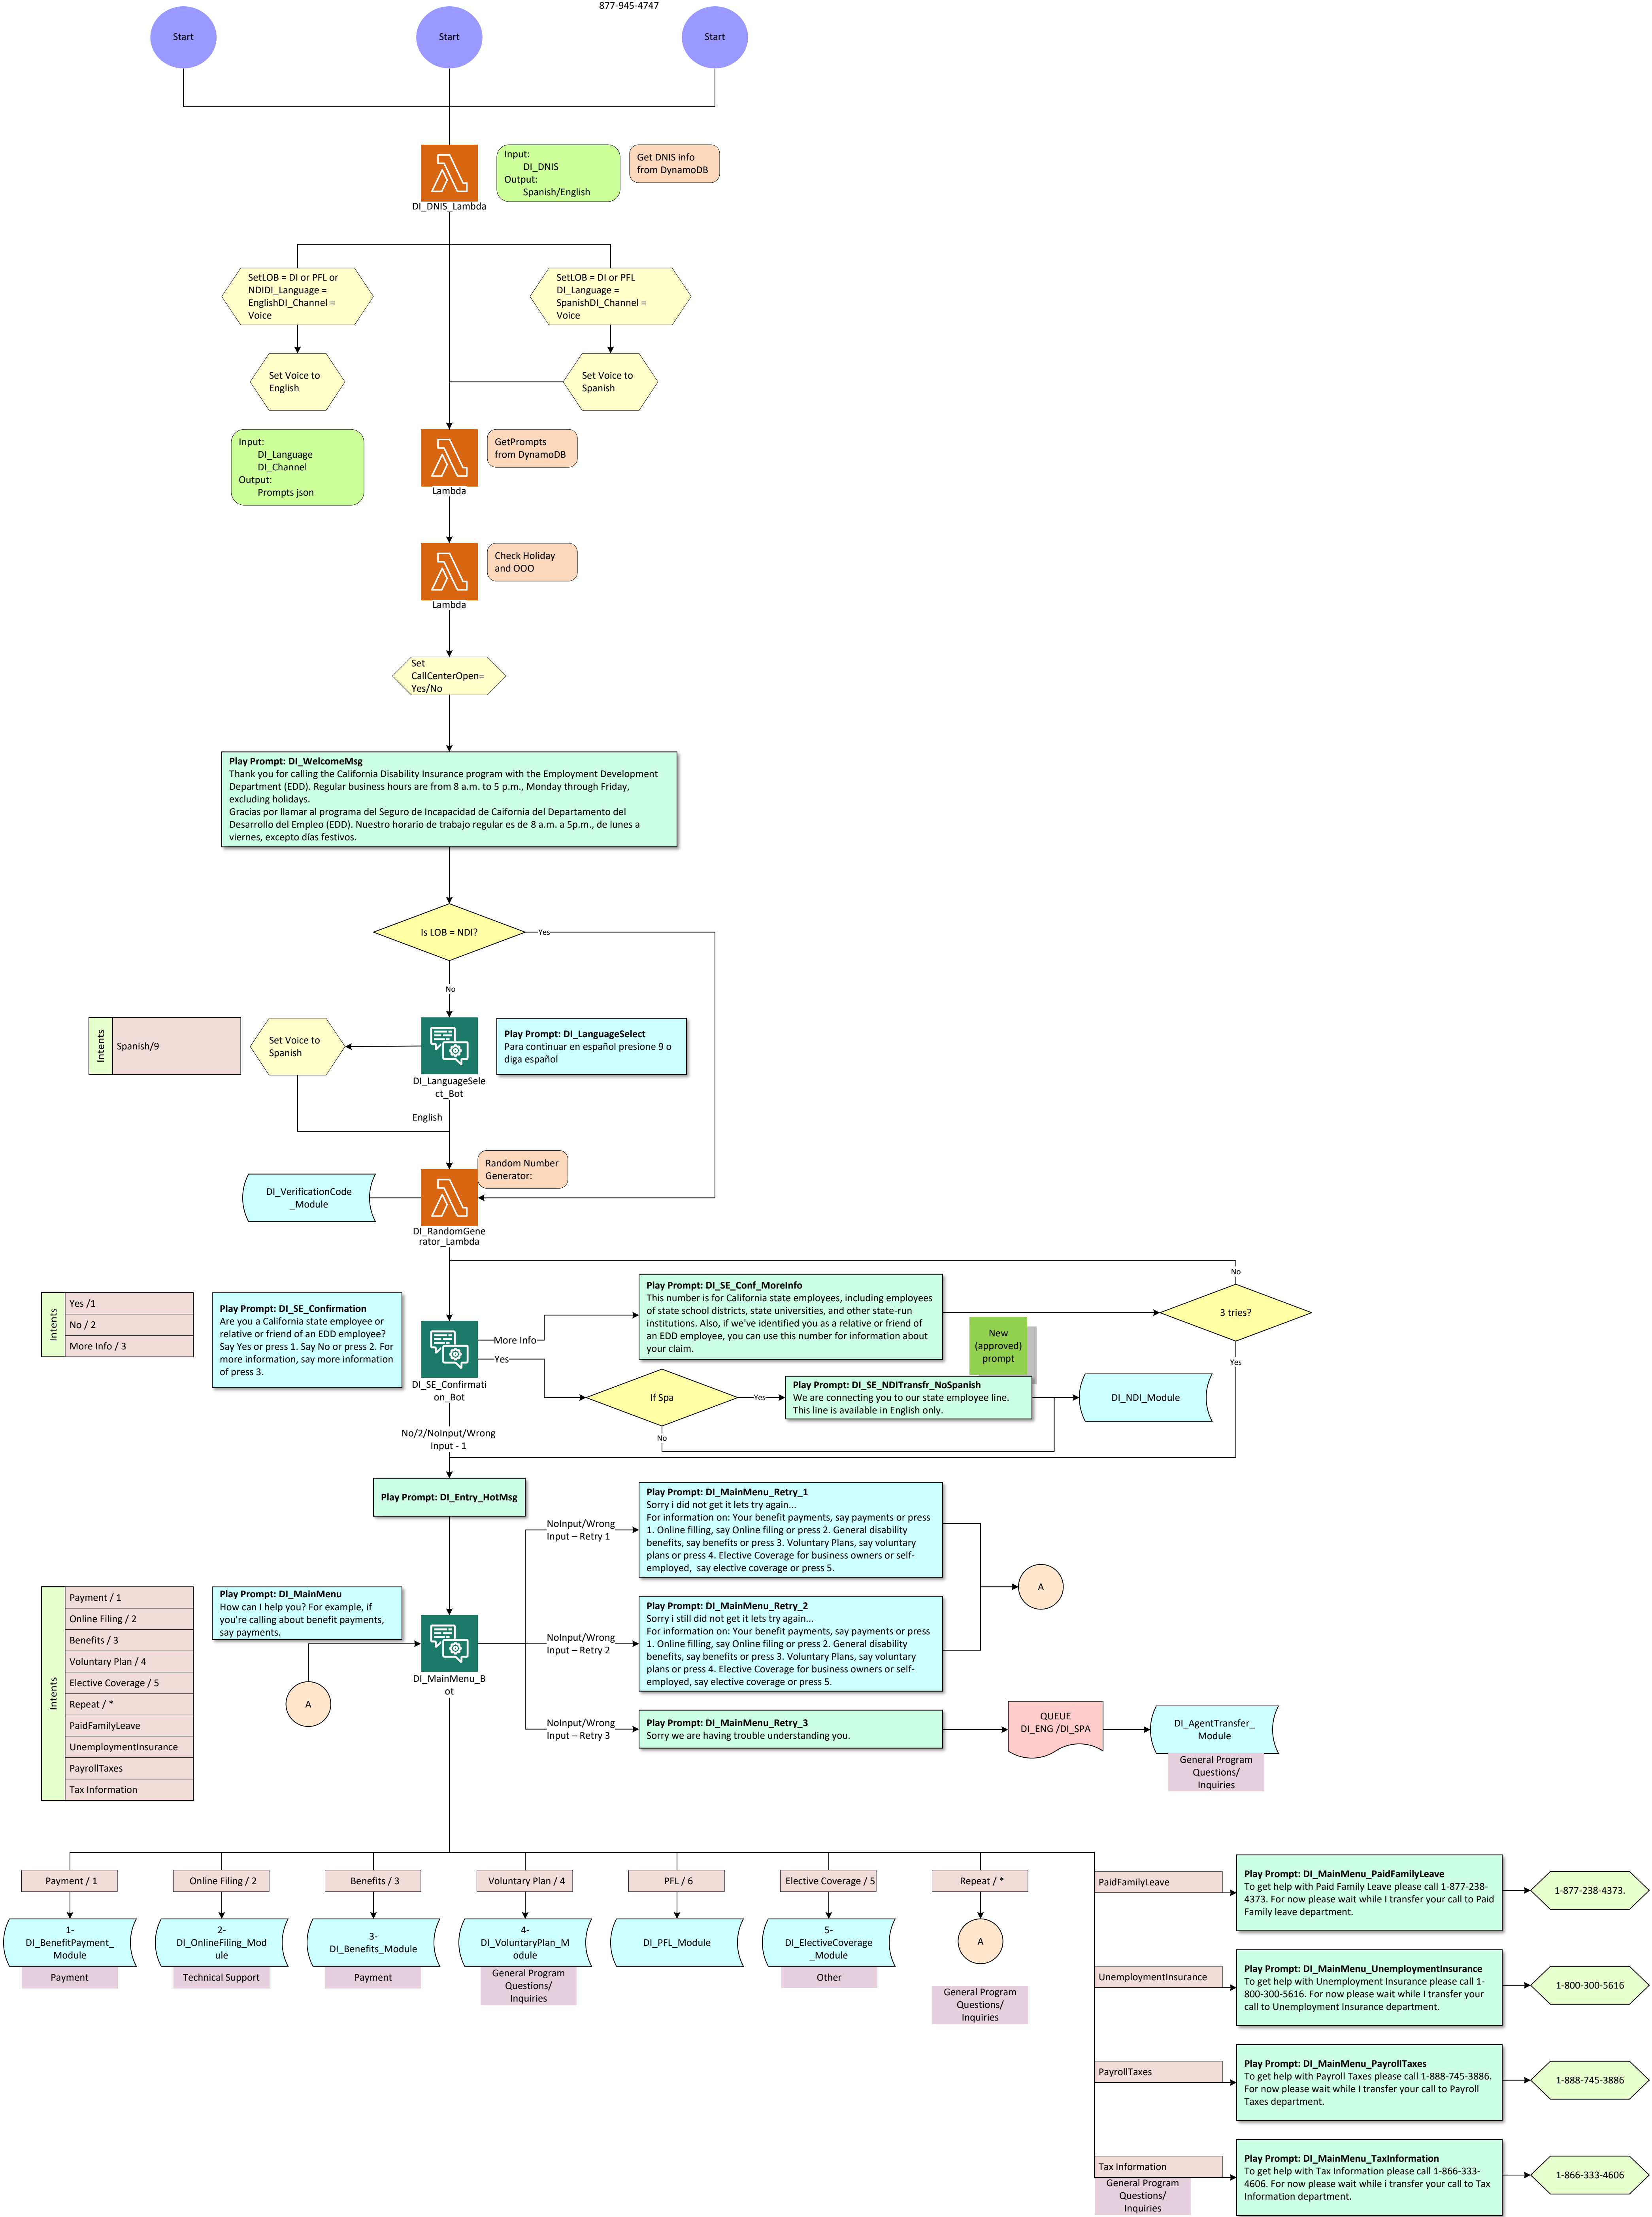 877-945-4747
Start
Start
Start
Input:
DI_DNIS
Output:
Spanish/English
Get DNIS info
from DynamoDB
DI_DNIS_Lambda
SetLOB = DI or PFL or
NDIDI_Language =
EnglishDI_Channel =
Voice
SetLOB = DI or PFL
DI_Language =
SpanishDI_Channel =
Voice
Set Voice to
English
Set Voice to
Spanish
Input:
DI_Language
DI_Channel
Output:
Prompts json
GetPrompts
from DynamoDB
Lambda
Check Holiday
and OOO
Lambda
Set
CallCenterOpen=
Yes/No
Play Prompt: DI_WelcomeMsg
Thank you for calling the California Disability Insurance program with the Employment Development
Department (EDD). Regular business hours are from 8 a.m. to 5 p.m., Monday through Friday,
excluding holidays.
Gracias por llamar al programa del Seguro de Incapacidad de Caifornia del Departamento del
Desarrollo del Empleo (EDD). Nuestro horario de trabajo regular es de 8 a.m. a 5p.m., de lunes a
viernes, excepto días festivos.
Is LOB = NDI?
Yes
No
Intents
Spanish/9
Set Voice to
Spanish
Play Prompt: DI_LanguageSelect
Para continuar en español presione 9 o
diga español
DI_LanguageSele
ct_Bot
English
Random Number
Generator:
DI_VerificationCode
_Module
DI_RandomGene
rator_Lambda
No
Intents
Yes /1
No / 2
More Info / 3
Play Prompt: DI_SE_Confirmation
Are you a California state employee or
relative or friend of an EDD employee?
Say Yes or press 1. Say No or press 2. For
more information, say more information
of press 3.
More Info
Yes
DI_SE_Confirmati
on_Bot
Play Prompt: DI_SE_Conf_MoreInfo
This number is for California state employees, including employees
of state school districts, state universities, and other state-run
institutions. Also, if we've identified you as a relative or friend of
an EDD employee, you can use this number for information about
your claim.
3 tries?
Yes
New
(approved)
prompt
If Spa
Yes
No
Play Prompt: DI_SE_NDITransfr_NoSpanish
We are connecting you to our state employee line.
This line is available in English only.
DI_NDI_Module
No/2/NoInput/Wrong
Input - 1
Play Prompt: DI_Entry_HotMsg
NoInput/Wrong
Input – Retry 1
Play Prompt: DI_MainMenu_Retry_1
Sorry i did not get it lets try again...
For information on: Your benefit payments, say payments or press
1. Online filling, say Online filing or press 2. General disability
benefits, say benefits or press 3. Voluntary Plans, say voluntary
plans or press 4. Elective Coverage for business owners or self-
employed,  say elective coverage or press 5.
A
Intents
Payment / 1
Online Filing / 2
Benefits / 3
Voluntary Plan / 4
Elective Coverage / 5
Repeat / *
PaidFamilyLeave
UnemploymentInsurance
PayrollTaxes
Tax Information
Play Prompt: DI_MainMenu
How can I help you? For example, if
you're calling about benefit payments,
say payments.
A
DI_MainMenu_B
ot
NoInput/Wrong
Input – Retry 2
Play Prompt: DI_MainMenu_Retry_2
Sorry i still did not get it lets try again...
For information on: Your benefit payments, say payments or press
1. Online filling, say Online filing or press 2. General disability
benefits, say benefits or press 3. Voluntary Plans, say voluntary
plans or press 4. Elective Coverage for business owners or self-
employed, say elective coverage or press 5.
NoInput/Wrong
Input – Retry 3
Play Prompt: DI_MainMenu_Retry_3
Sorry we are having trouble understanding you.
QUEUE
DI_ENG /DI_SPA
DI_AgentTransfer_
Module
General Program
Questions/
Inquiries
Payment / 1
Online Filing / 2
Benefits / 3
Voluntary Plan / 4
PFL / 6
Elective Coverage / 5
Repeat / *
1-
DI_BenefitPayment_
Module
Payment
2-
DI_OnlineFiling_Mod
ule
Technical Support
3-
DI_Benefits_Module
Payment
4-
DI_VoluntaryPlan_M
odule
General Program
Questions/
Inquiries
DI_PFL_Module
5-
DI_ElectiveCoverage
_Module
Other
A
General Program
Questions/
Inquiries
PaidFamilyLeave
Play Prompt: DI_MainMenu_PaidFamilyLeave
To get help with Paid Family Leave please call 1-877-238-
4373. For now please wait while I transfer your call to Paid
Family leave department.
1-877-238-4373.
UnemploymentInsurance
Play Prompt: DI_MainMenu_UnemploymentInsurance
To get help with Unemployment Insurance please call 1-
800-300-5616. For now please wait while I transfer your
call to Unemployment Insurance department.
1-800-300-5616
PayrollTaxes
Play Prompt: DI_MainMenu_PayrollTaxes
To get help with Payroll Taxes please call 1-888-745-3886.
For now please wait while I transfer your call to Payroll
Taxes department.
1-888-745-3886
Tax Information
General Program
Questions/
Inquiries
Play Prompt: DI_MainMenu_TaxInformation
To get help with Tax Information please call 1-866-333-
4606. For now please wait while i transfer your call to Tax
Information department.
1-866-333-4606